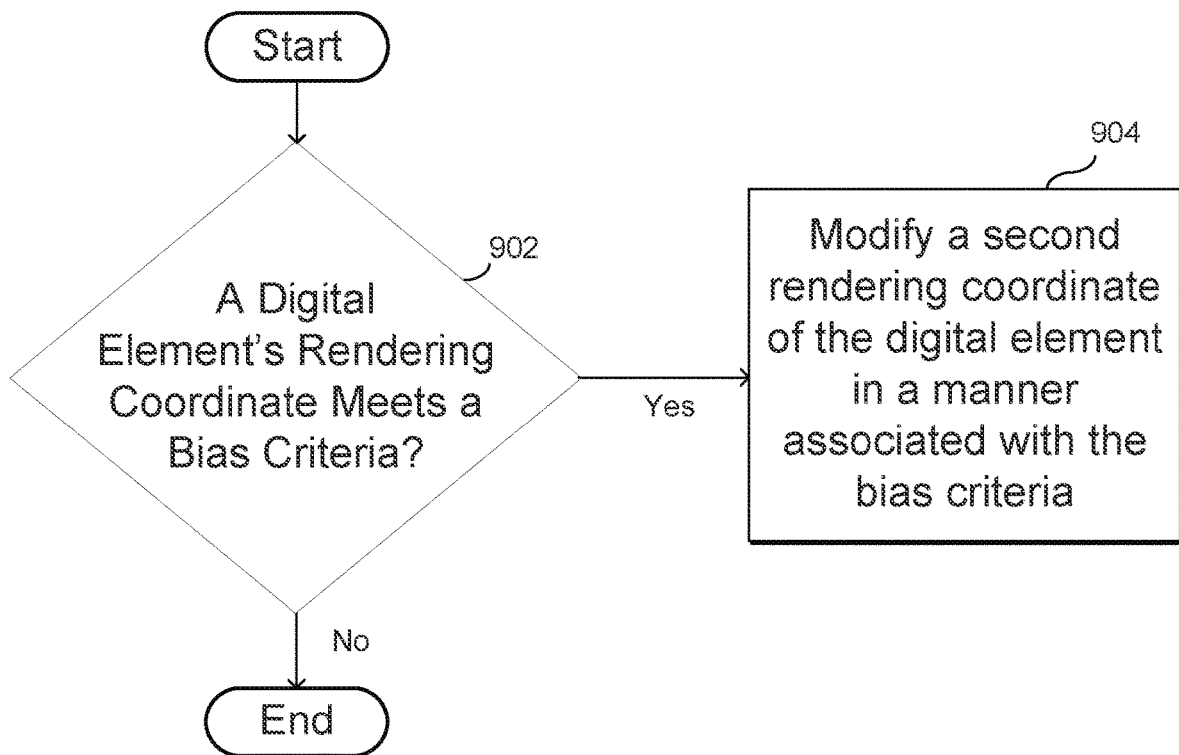 Start
902
A Digital
Element's Rendering
Coordinate Meets a
Bias Criteria?
Yes
904
Modify a second
rendering coordinate
of the digital element
in a manner
associated with the
bias criteria
No
End